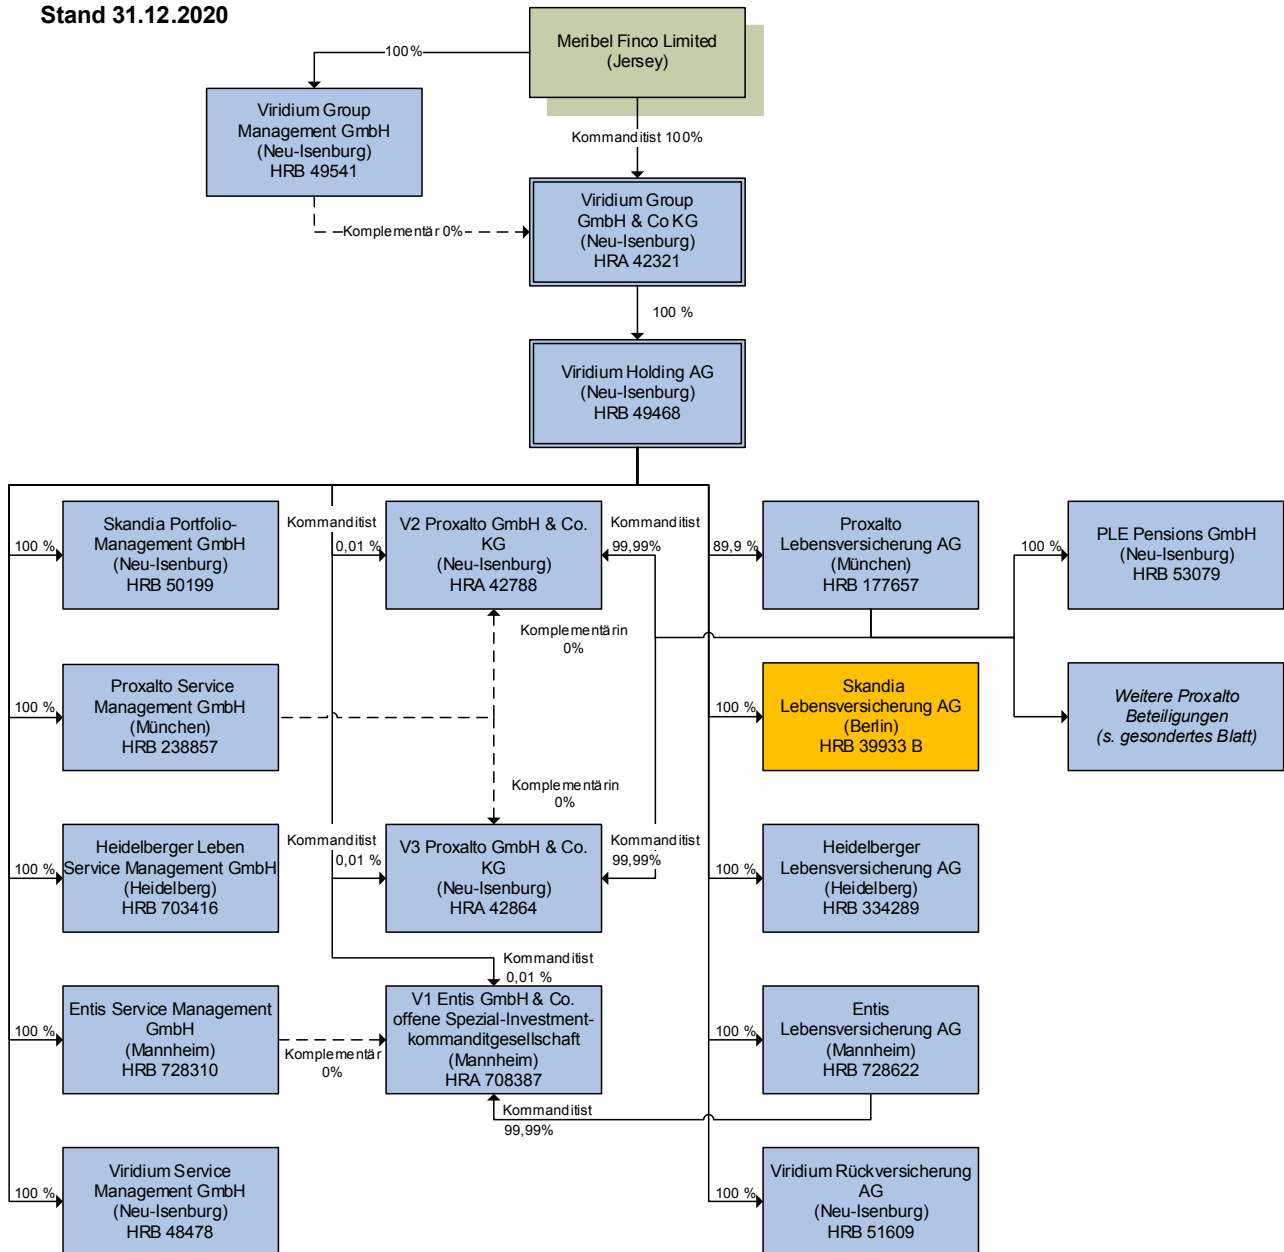 Stand 31.12.2020
Meribel Finco Limited
(Jersey)
100%
Viridium Group
Management GmbH
(Neu-Isenburg)
HRB 49541
Kommanditist 100%
Komplementär 0%
Viridium Group
GmbH & Co KG
(Neu-Isenburg)
HRA 42321
100 %
Viridium Holding AG
(Neu-Isenburg)
HRB 49468
100 %
Skandia Portfolio-
Management GmbH
(Neu-Isenburg)
HRB 50199
Kommanditist
0,01 %
V2 Proxalto GmbH & Co.
KG
(Neu-Isenburg)
HRA 42788
Kommanditist
99,99%
89,9 %
Proxalto
Lebensversicherung AG
(München)
HRB 177657
100 %
PLE Pensions GmbH
(Neu-Isenburg)
HRB 53079
Komplementärin
0%
100 %
Proxalto Service
Management GmbH
(München)
HRB 238857
100 %
Skandia
Lebensversicherung AG
(Berlin)
HRB 39933 B
Weitere Proxalto
Beteiligungen
(s. gesondertes Blatt)
Komplementärin
0%
100 %
Heidelberger Leben
Service Management GmbH
(Heidelberg)
HRB 703416
Kommanditist
0,01 %
V3 Proxalto GmbH & Co.
KG
(Neu-Isenburg)
HRA 42864
Kommanditist
99,99%
100 %
Heidelberger
Lebensversicherung AG
(Heidelberg)
HRB 334289
Kommanditist
0,01 %
100 %
Entis Service Management
GmbH
(Mannheim)
HRB 728310
Komplementär
0%
V1 Entis GmbH & Co.
offene Spezial-Investment-
kommanditgesellschaft
(Mannheim)
HRA 708387
100 %
Entis
Lebensversicherung AG
(Mannheim)
HRB 728622
Kommanditist
99,99%
100 %
Viridium Service
Management GmbH
(Neu-Isenburg)
HRB 48478
100 %
Viridium Rückversicherung
AG
(Neu-Isenburg)
HRB 51609